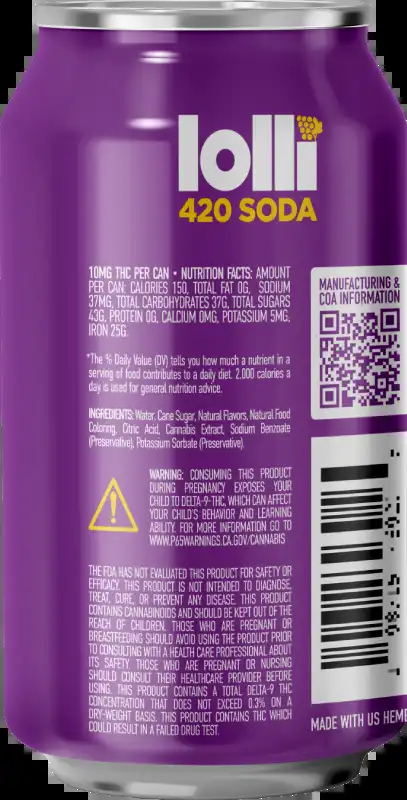 lolli
420 SODA
10MG THC PER CAN • NUTRITION FACTS: AMOUNT
PER CAN: CALORIES 150, TOTAL FAT 0G, SODIUM
37MG, TOTAL CARBOHYDRATES 37G, TOTAL SUGARS
43G, PROTEIN 0G, CALCIUM 0MG, POTASSIUM 5MG,
IRON 25G.
*The % Daily Value (DV) tells you how much a nutrient in a
serving of food contributes to a daily diet. 2,000 calories a
day is used for general nutrition advice.
INGREDIENTS: Water, Cane Sugar, Natural Flavors, Natural Food
Coloring, Citric Acid, Cannabis Extract, Sodium Benzoate
(Preservative), Potassium Sorbate (Preservative).
WARNING: CONSUMING THIS PRODUCT
DURING PREGNANCY EXPOSES YOUR
CHILD TO DELTA-9-THC, WHICH CAN AFFECT
YOUR CHILD'S BEHAVIOR AND LEARNING
ABILITY. FOR MORE INFORMATION GO TO
WWW.P65WARNINGS.CA.GOV/CANNABIS
THE FDA HAS NOT EVALUATED THIS PRODUCT FOR SAFETY OR
EFFICACY. THIS PRODUCT IS NOT INTENDED TO DIAGNOSE,
TREAT, CURE, OR PREVENT ANY DISEASE. THIS PRODUCT
CONTAINS CANNABINOIDS AND SHOULD BE KEPT OUT OF THE
REACH OF CHILDREN. THOSE WHO ARE PREGNANT OR
BREASTFEEDING SHOULD AVOID USING THE PRODUCT PRIOR
TO CONSULTING WITH A HEALTH CARE PROFESSIONAL ABOUT
ITS SAFETY. THOSE WHO ARE PREGNANT OR NURSING
SHOULD CONSULT THEIR HEALTHCARE PROVIDER BEFORE
USING. THIS PRODUCT CONTAINS A TOTAL DELTA-9 THC
CONCENTRATION THAT DOES NOT EXCEED 0.3% ON A
DRY-WEIGHT BASIS. THIS PRODUCT CONTAINS THC WHICH
COULD RESULT IN A FAILED DRUG TEST.
MANUFACTURING &
COA INFORMATION
MADE WITH US HEMP